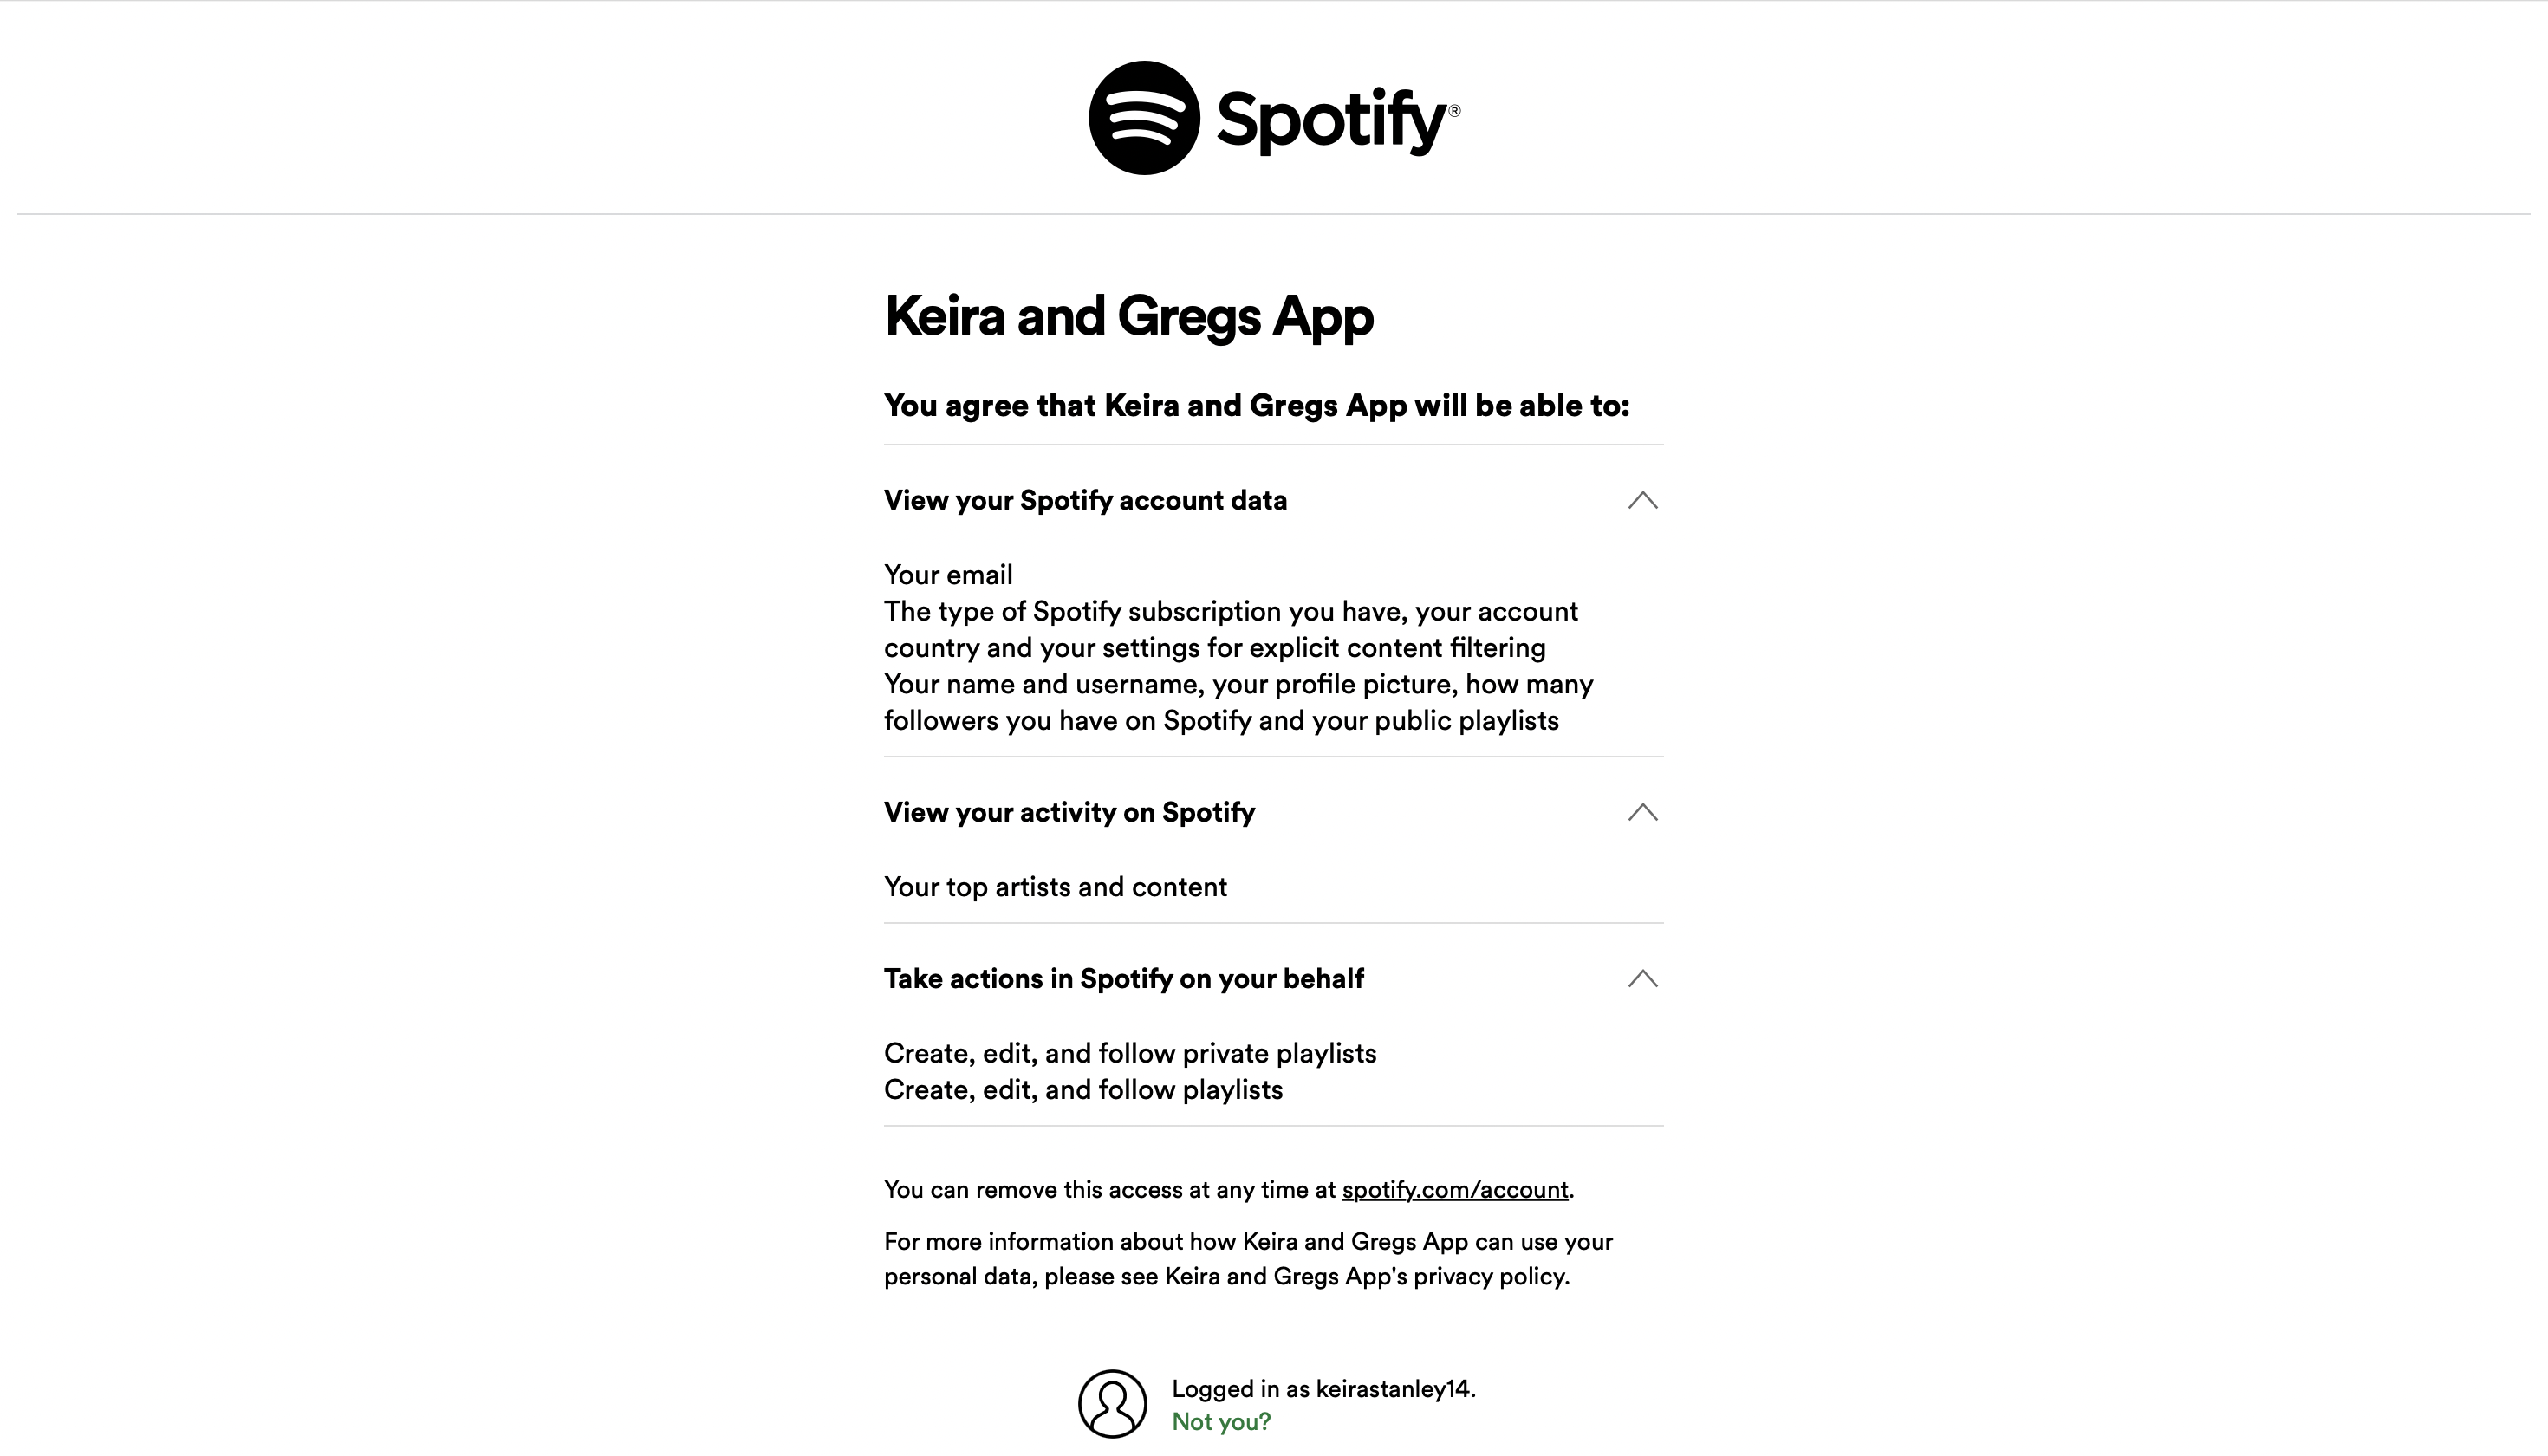 Spotify®
Keira and Gregs App
You agree that Keira and Gregs App will be able to:
View your Spotify account data
Your email
The type of Spotify subscription you have, your account
country and your settings for explicit content filtering
Your name and username, your profile picture, how many
followers you have on Spotify and your public playlists
View your activity on Spotify
Your top artists and content
Take actions in Spotify on your behalf
Create, edit, and follow private playlists
Create, edit, and follow playlists
You can remove this access at any time at spotify.com/account.
For more information about how Keira and Gregs App can use your
personal data, please see Keira and Gregs App's privacy policy.
Logged in as keirastanley14.
Not you?